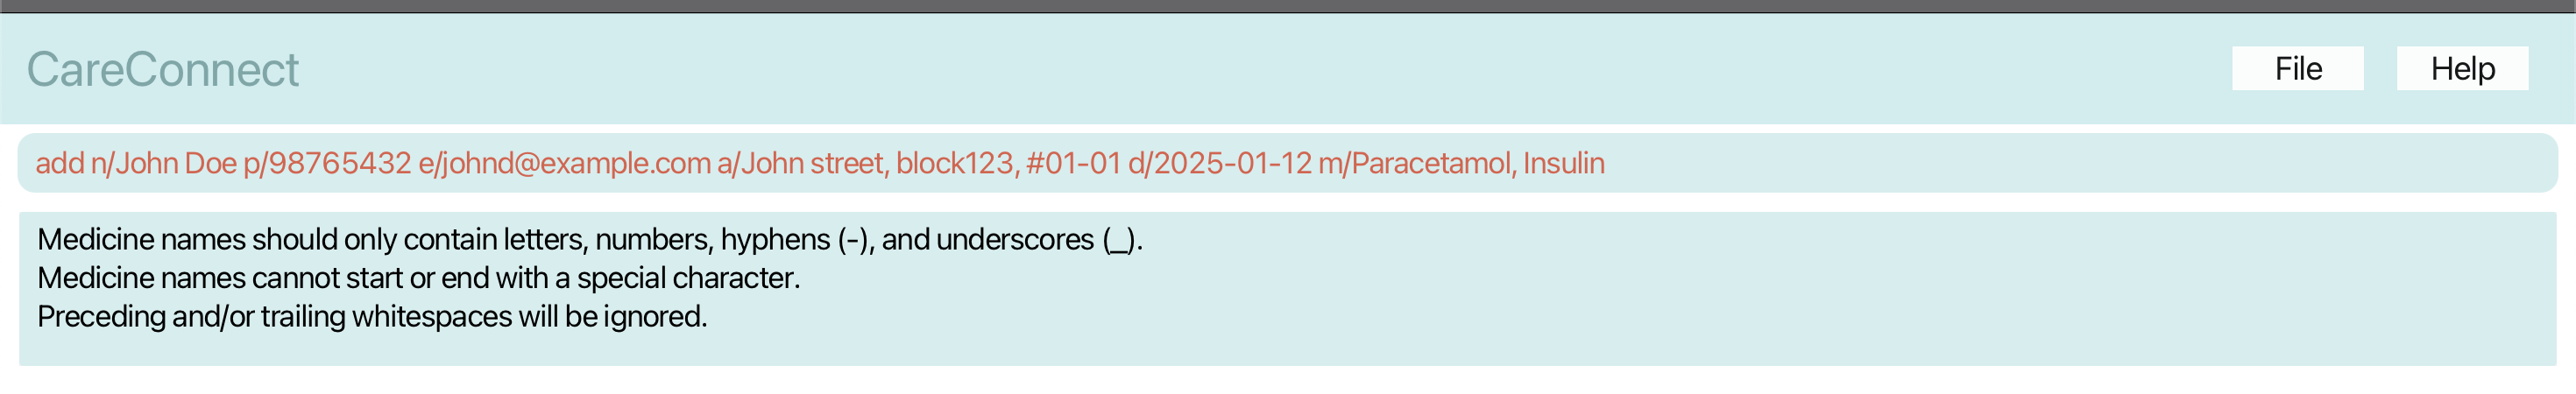 CareConnect
File
Help
add n/John Doe p/98765432 e/johnd@example.com a/John street, block123, #01-01 d/2025-01-12 m/Paracetamol, Insulin
Medicine names should only contain letters, numbers, hyphens (-), and underscores (_).
Medicine names cannot start or end with a special character.
Preceding and/or trailing whitespaces will be ignored.